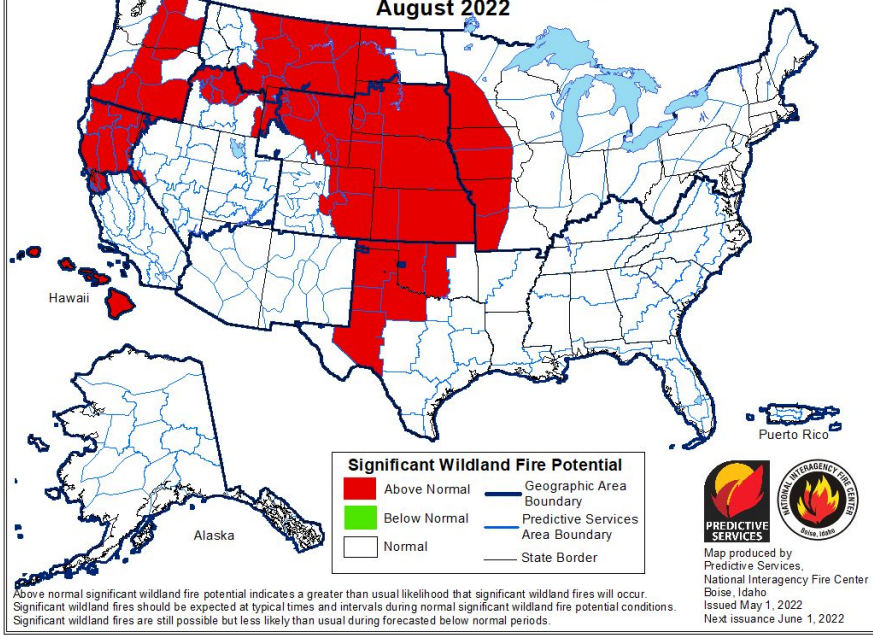 August 2022
Hawaii
Puerto Rico
Alaska
Significant Wildland Fire Potential
Above Normal
Below Normal
Normal
Geographic Area
Boundary
Predictive Services
Area Boundary
State Border
PREDICTIVE
SERVICES
NATIONAL INTERAGENCY FIRE CENTER
Boise, Idaho
Map produced by
Predictive Services,
National Interagency Fire Center
Boise, Idaho
Issued May 1, 2022
Next issuance June 1, 2022
Above normal significant wildland fire potential indicates a greater than usual likelihood that significant wildland fires will occur.
Significant wildland fires should be expected at typical times and intervals during normal significant wildland fire potential conditions.
Significant wildland fires are still possible but less likely than usual during forecasted below normal periods.